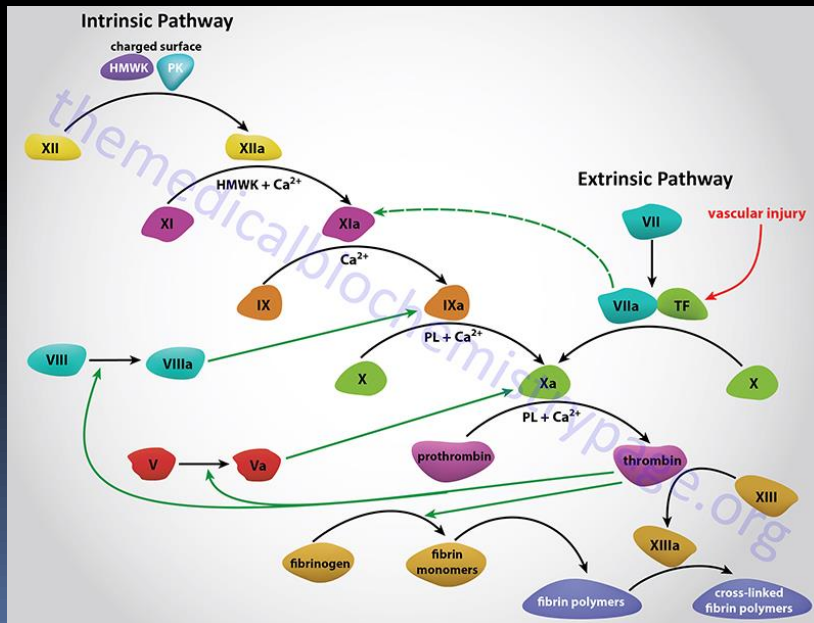 Intrinsic Pathway
charged surface
HMWK
PK
XII
XIIa
HMWK + Ca²⁺
XI
XIa
Ca²⁺
Extrinsic Pathway
VII
vascular injury
IX
IXa
VIIa
TF
PL + Ca²⁺
VIII
VIIIa
X
Xa
X
PL + Ca²⁺
V
Va
prothrombin
thrombin
XIII
XIIIa
fibrinogen
fibrin
monomers
fibrin polymers
cross-linked
fibrin polymers
themedicalbiochemistrypage.org